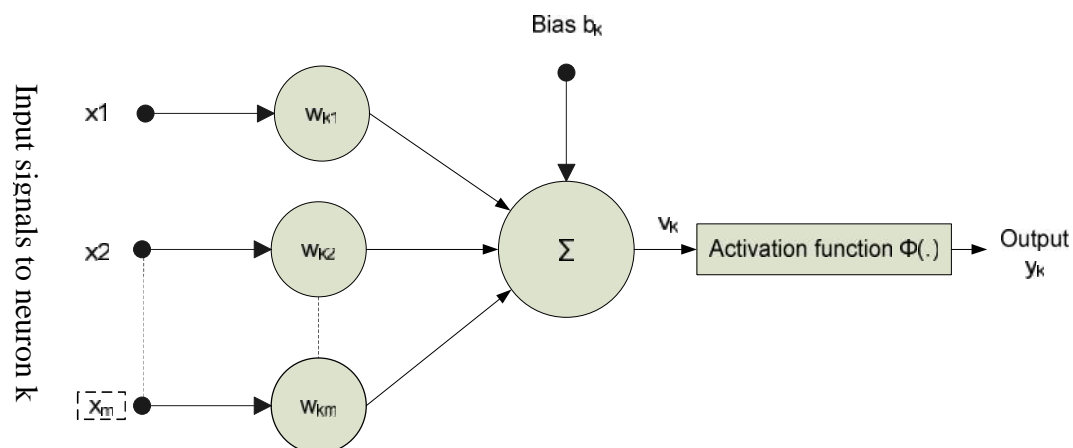 Bias bk
Input signals to neuron k
x1
wk1
x2
wk2
Σ
vk
Activation function Φ(.)
Output
yk
xm
wkm